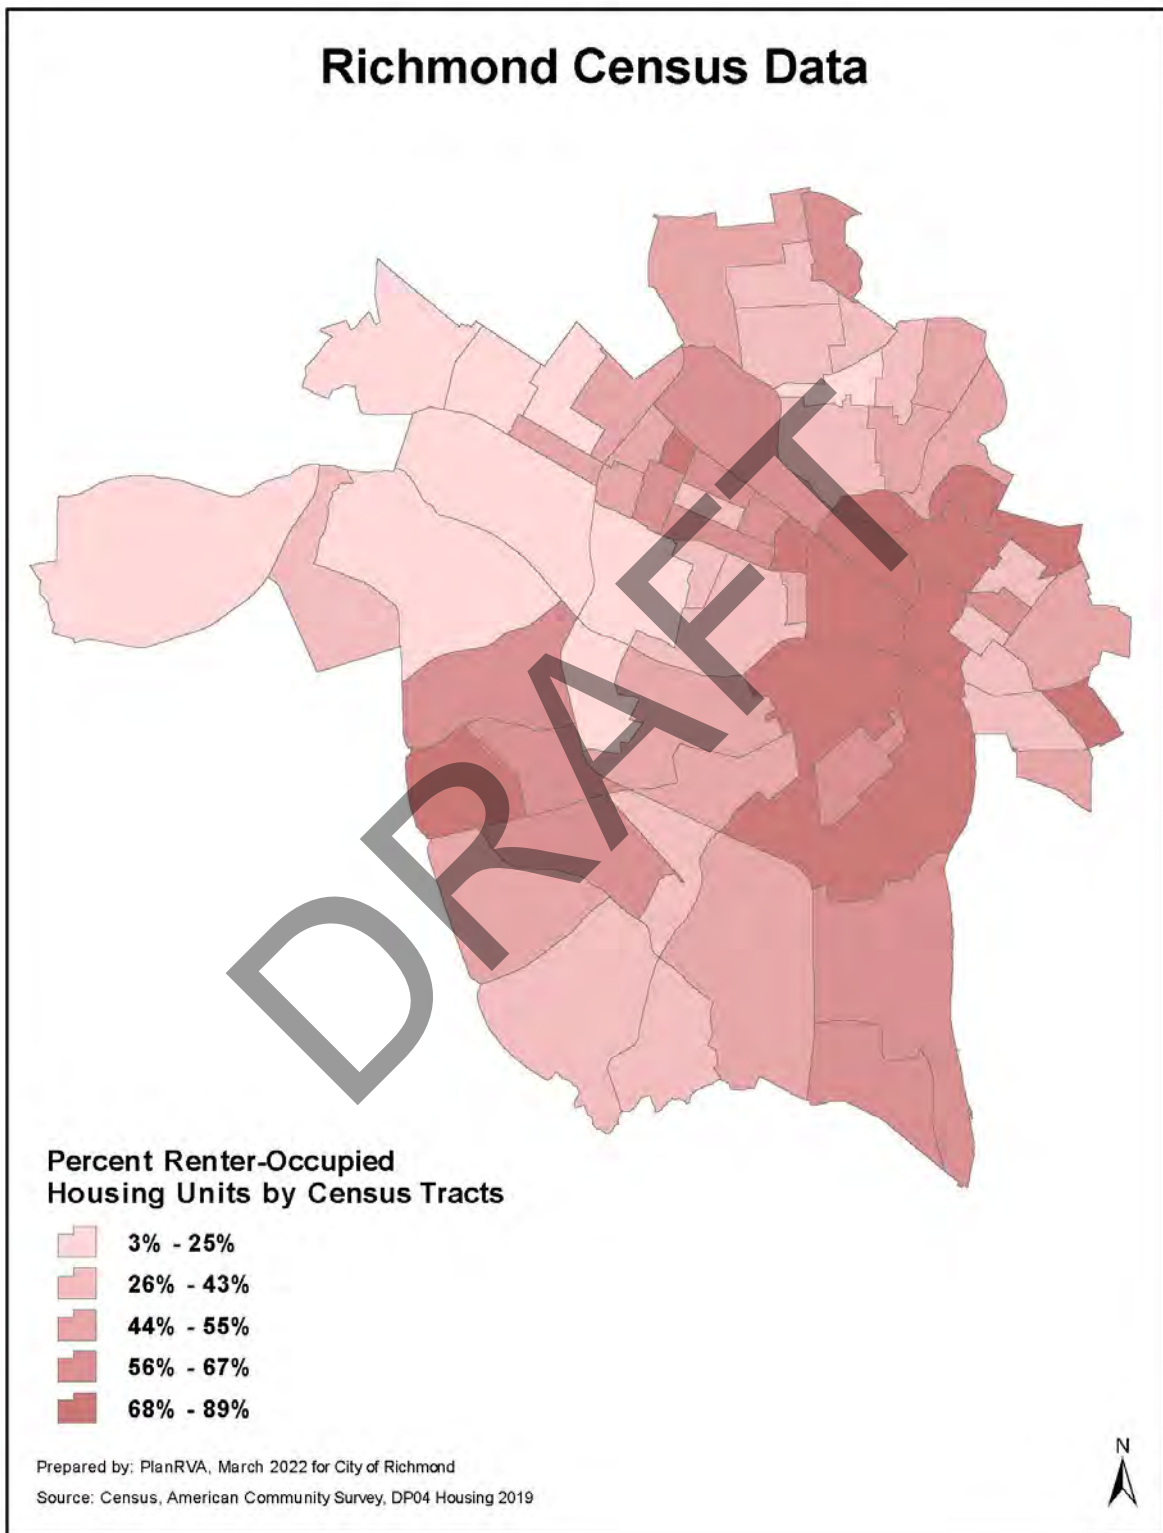 Richmond Census Data
DRAFT
Percent Renter-Occupied
Housing Units by Census Tracts
3% - 25%
26% - 43%
44% - 55%
56% - 67%
68% - 89%
Prepared by: PlanRVA, March 2022 for City of Richmond
Source: Census, American Community Survey, DP04 Housing 2019
N